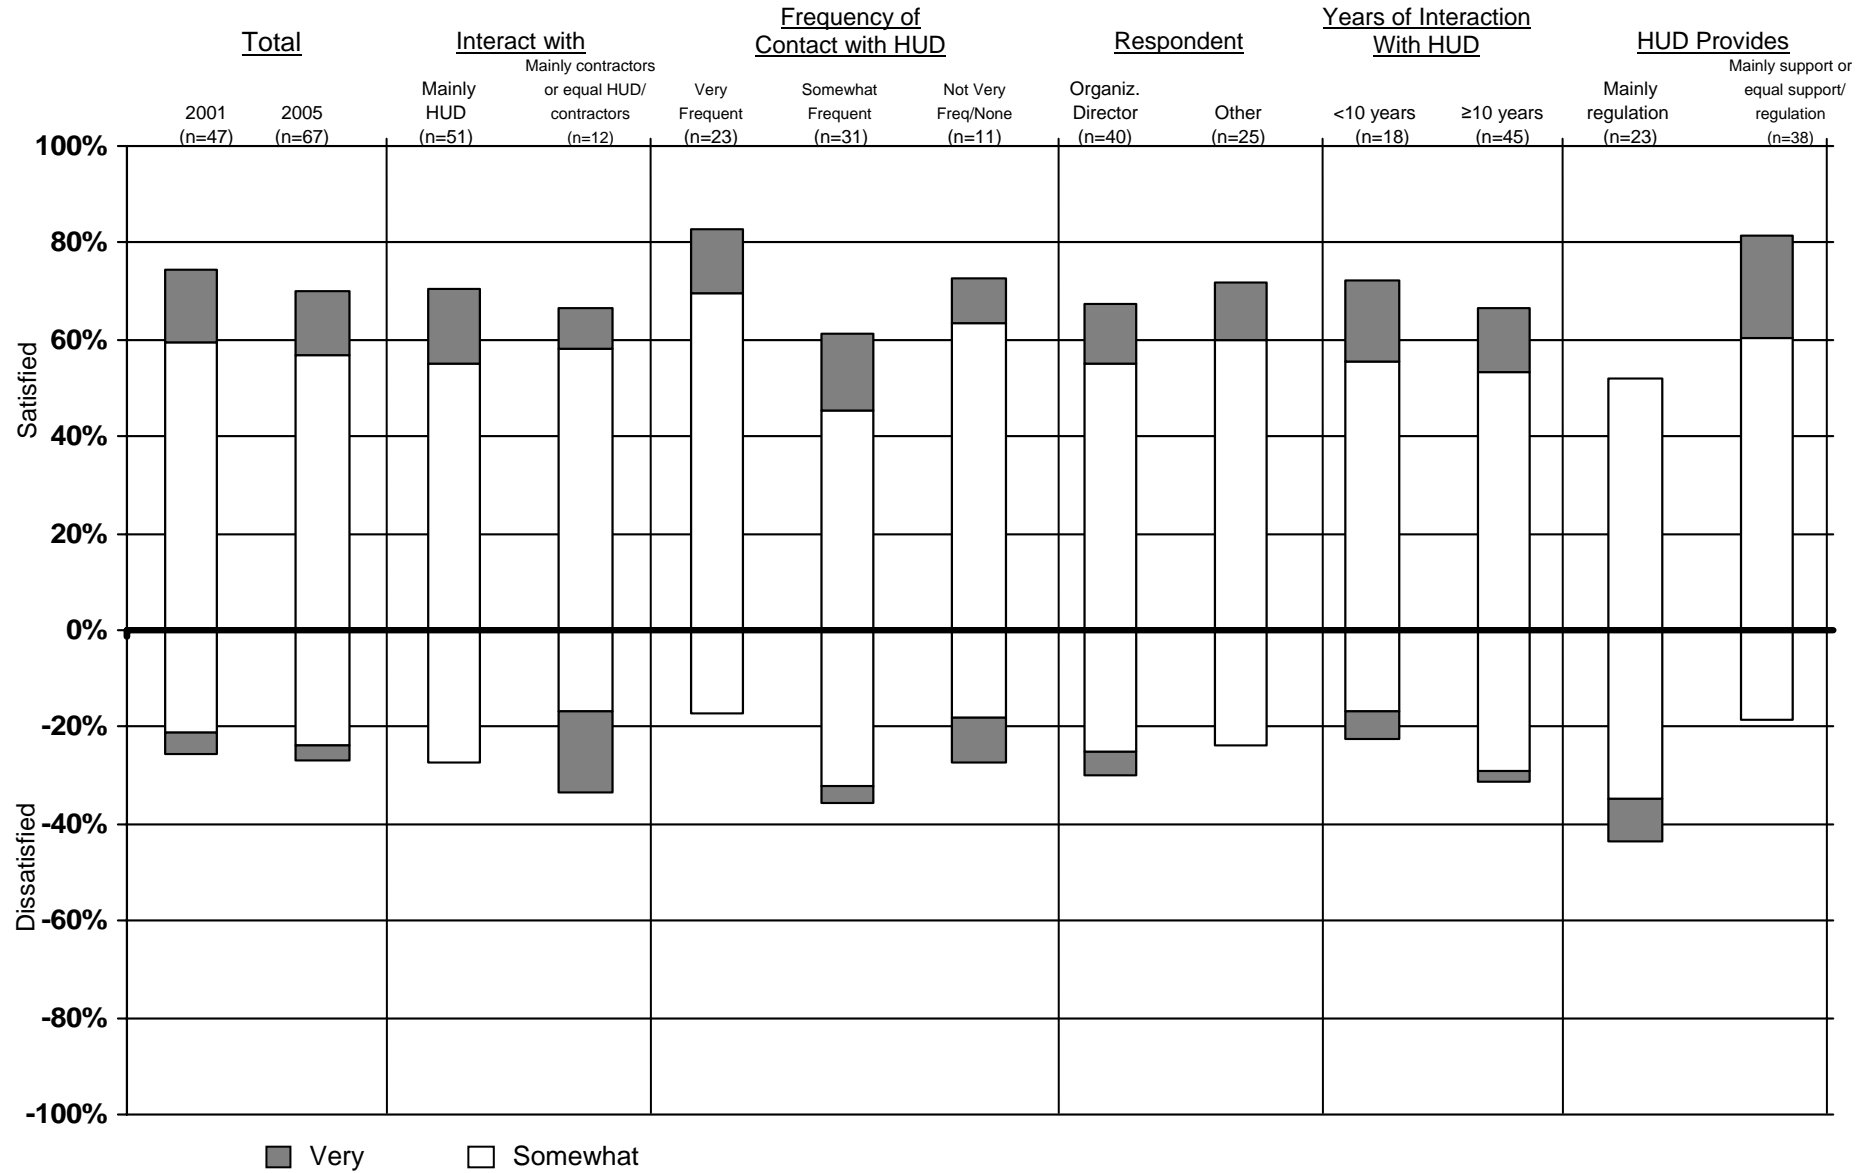 Total
Interact with
Frequency of
Contact with HUD
Respondent
Years of Interaction
With HUD
HUD Provides
2001
(n=47)
2005
(n=67)
Mainly
HUD
(n=51)
Mainly contractors
or equal HUD/
contractors
(n=12)
Very
Frequent
(n=23)
Somewhat
Frequent
(n=31)
Not Very
Freq/None
(n=11)
Organiz.
Director
(n=40)
Other
(n=25)
<10 years
(n=18)
≥10 years
(n=45)
Mainly
regulation
(n=23)
Mainly support or
equal support/
regulation
(n=38)
100%
80%
60%
40%
20%
0%
-20%
-40%
-60%
-80%
-100%
Satisfied
Dissatisfied
Very
Somewhat